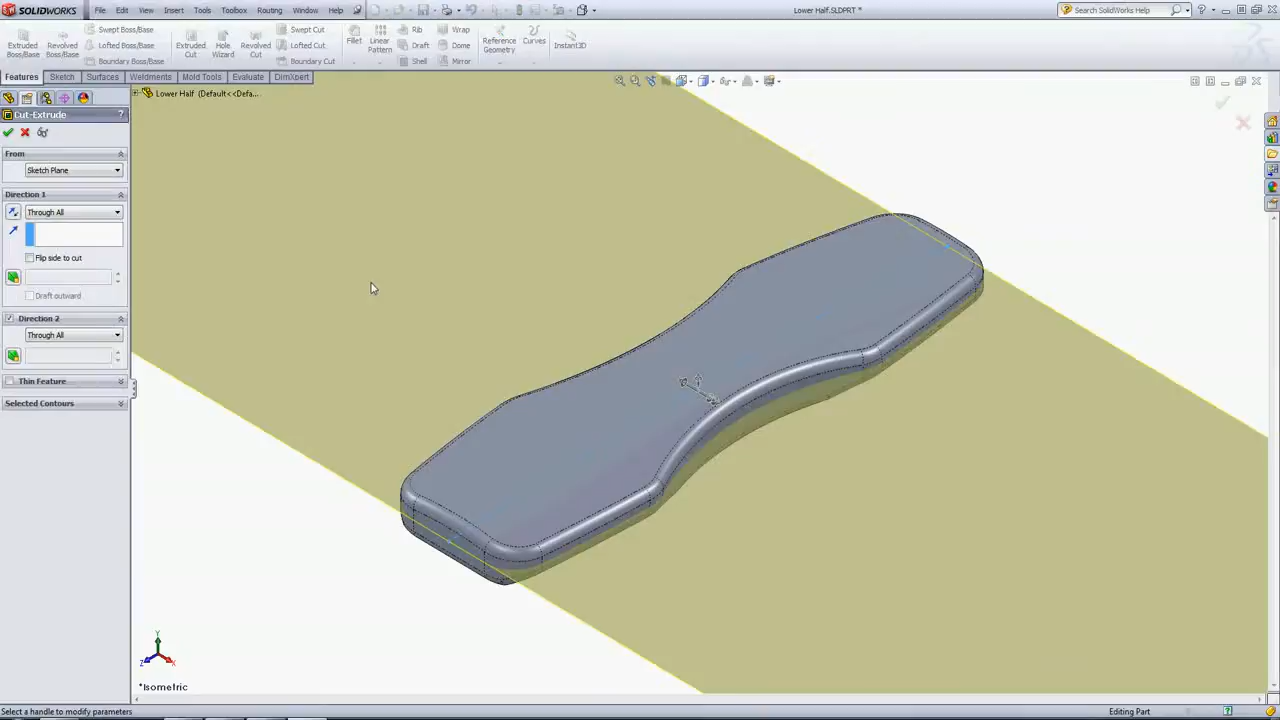 SOLIDWORKS File Edit View Insert Tools Toolbox Routing Window Help Lower Half.SLDPRT * Search SolidWorks Help
Extruded Boss/Base
Revolved Boss/Base
Swept Boss/Base
Lofted Boss/Base
Boundary Boss/Base
Extruded Cut
Hole Wizard
Revolved Cut
Swept Cut
Lofted Cut
Boundary Cut
Fillet
Linear Pattern
Rib
Draft
Shell
Wrap
Dome
Mirror
Reference Geometry
Curves
Instant3D
Features Sketch Surfaces Weldments Mold Tools Evaluate DimXpert
Lower Half (Default<<Defa...
Cut-Extrude ?
From
Sketch Plane
Direction 1
Through All
Flip side to cut
Draft outward
Direction 2
Through All
Thin Feature
Selected Contours
Y
Z X
*Isometric
Select a handle to modify parameters Editing Part